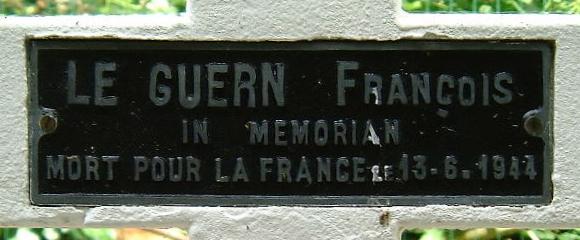 LE GUERN FRANÇOIS
IN MEMORIAN
MORT POUR LA FRANCE LE 13-6-1944